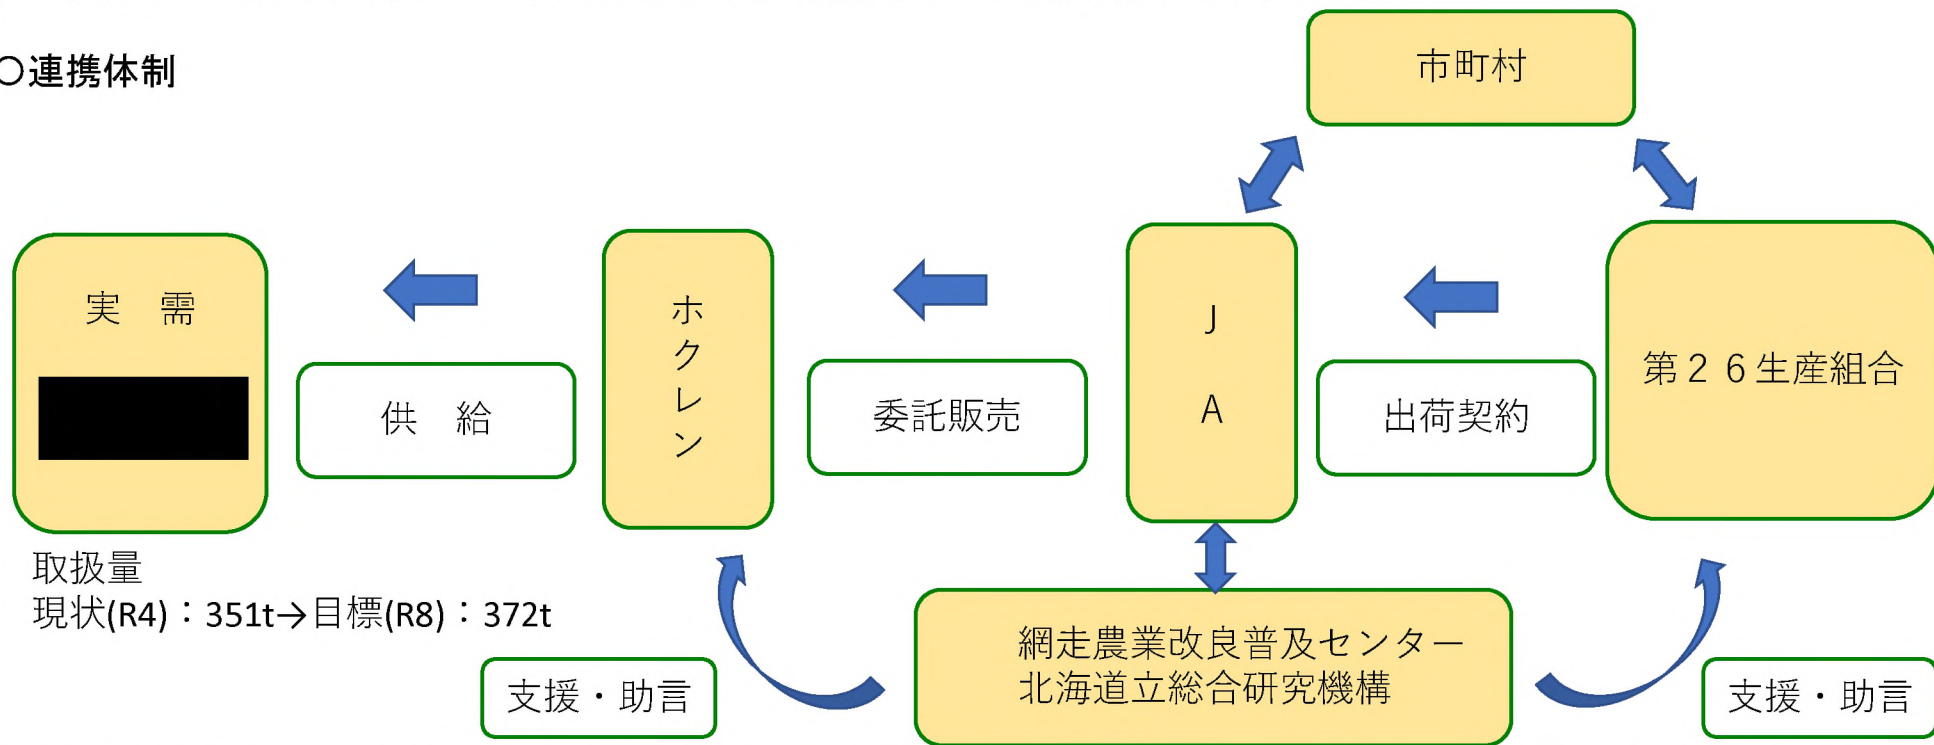 〇連携体制
市町村
実　需
供　給
ホクレン
委託販売
J A
出荷契約
第２６生産組合
取扱量
現状(R4)：351t→目標(R8)：372t
支援・助言
網走農業改良普及センター
北海道立総合研究機構
支援・助言